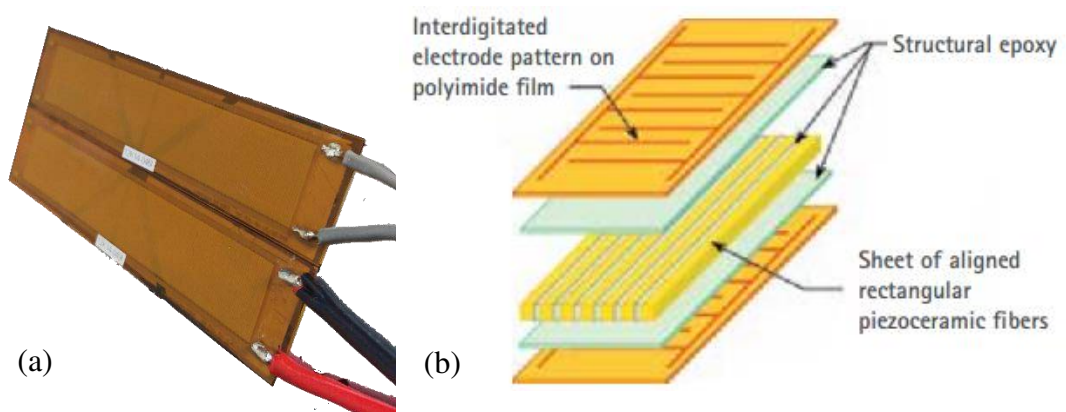 Interdigitated
electrode pattern on
polyimide film
Structural epoxy
Sheet of aligned
rectangular
piezoceramic fibers
(a)
(b)